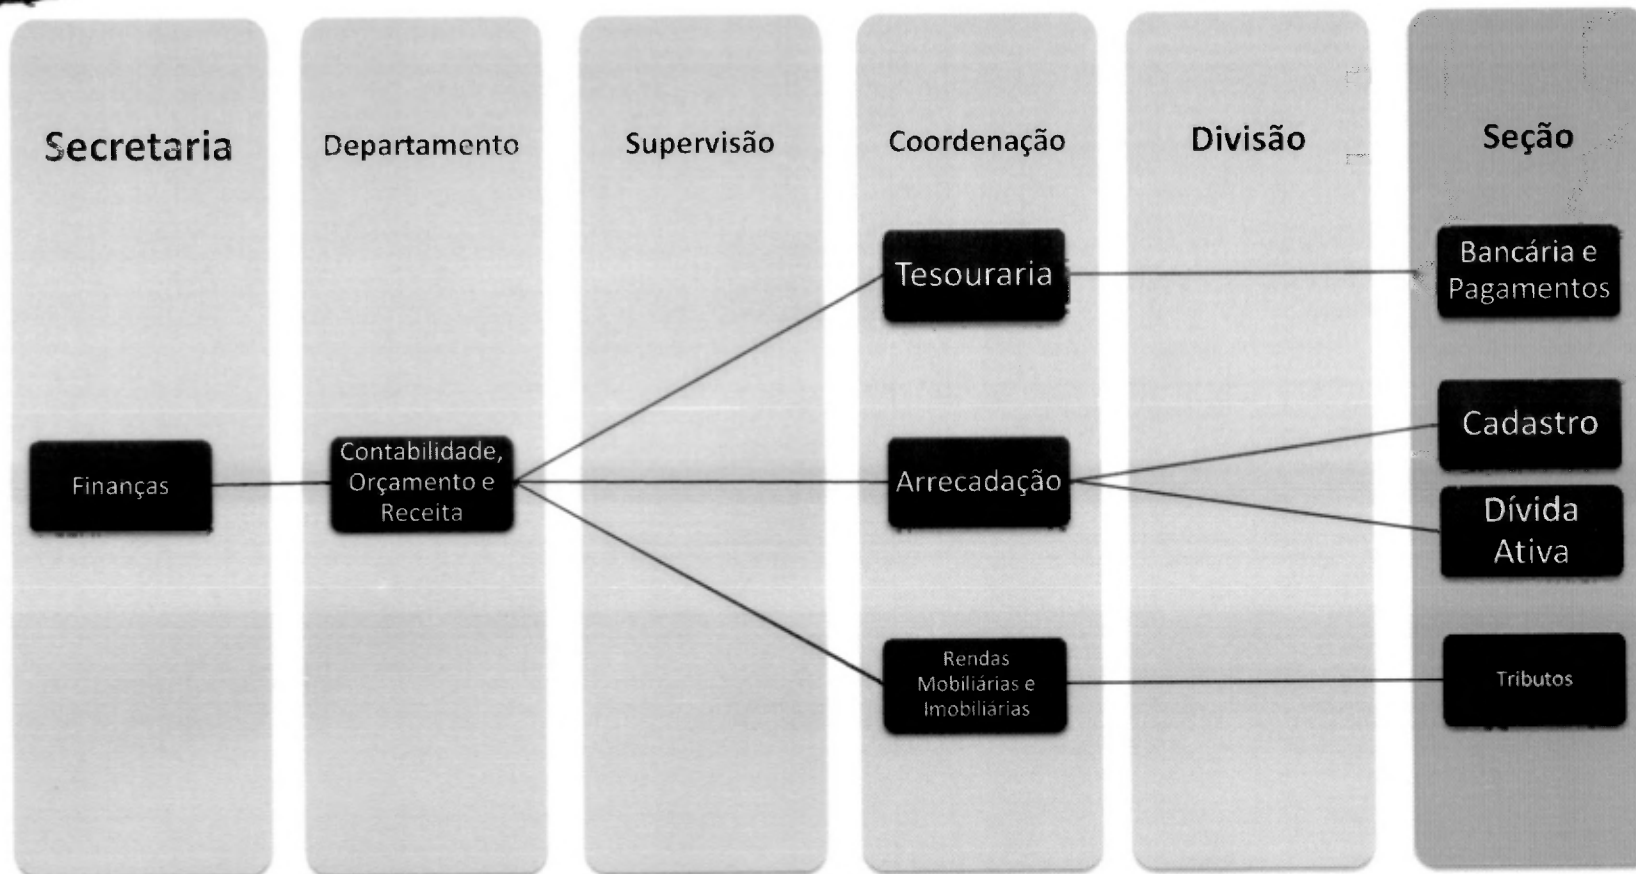 Secretaria
Departamento
Supervisão
Coordenação
Divisão
Seção
Finanças
Contabilidade,
Orçamento e
Receita
Tesouraria
Arrecadação
Rendas
Mobiliárias e
Imobiliárias
Bancária e
Pagamentos
Cadastro
Dívida
Ativa
Tributos